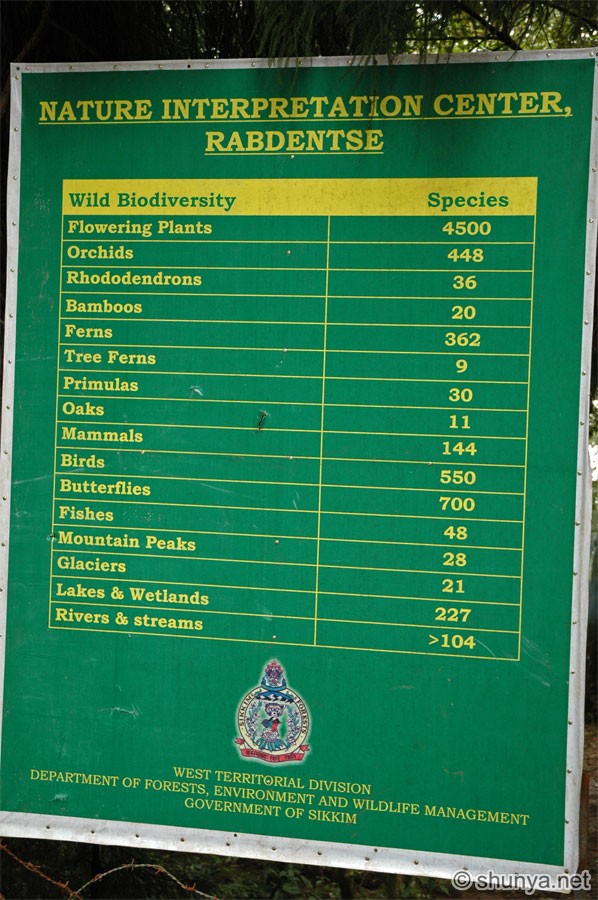 NATURE INTERPRETATION CENTER,
RABDENTSE
Wild Biodiversity Species
Flowering Plants 4500
Orchids 448
Rhododendrons 36
Bamboos 20
Ferns 362
Tree Ferns 9
Primulas 30
Oaks 11
Mammals 144
Birds 550
Butterflies 700
Fishes 48
Mountain Peaks 28
Glaciers 21
Lakes & Wetlands 227
Rivers & streams >104
SIKKIM FORESTS
WEST TERRITORIAL DIVISION
DEPARTMENT OF FORESTS, ENVIRONMENT AND WILDLIFE MANAGEMENT
GOVERNMENT OF SIKKIM
© shunya.net